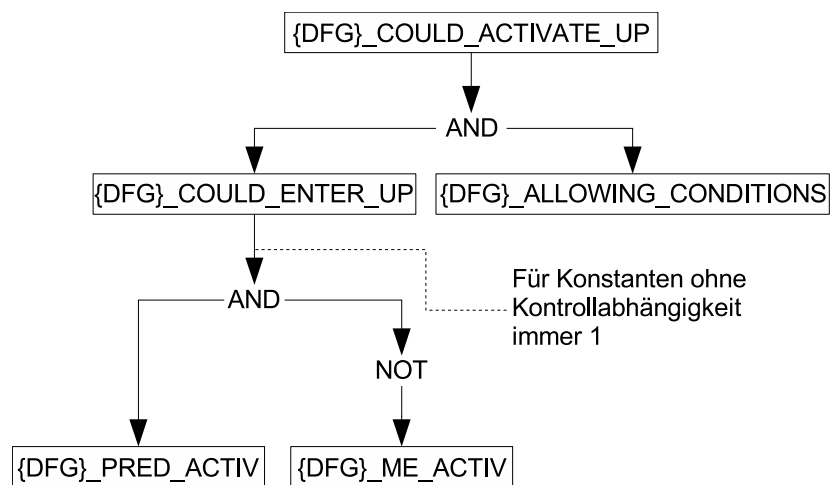 {DFG}_COULD_ACTIVATE_UP
AND
{DFG}_COULD_ENTER_UP
{DFG}_ALLOWING_CONDITIONS
AND
Für Konstanten ohne
Kontrollabhängigkeit
immer 1
NOT
{DFG}_PRED_ACTIV
{DFG}_ME_ACTIV